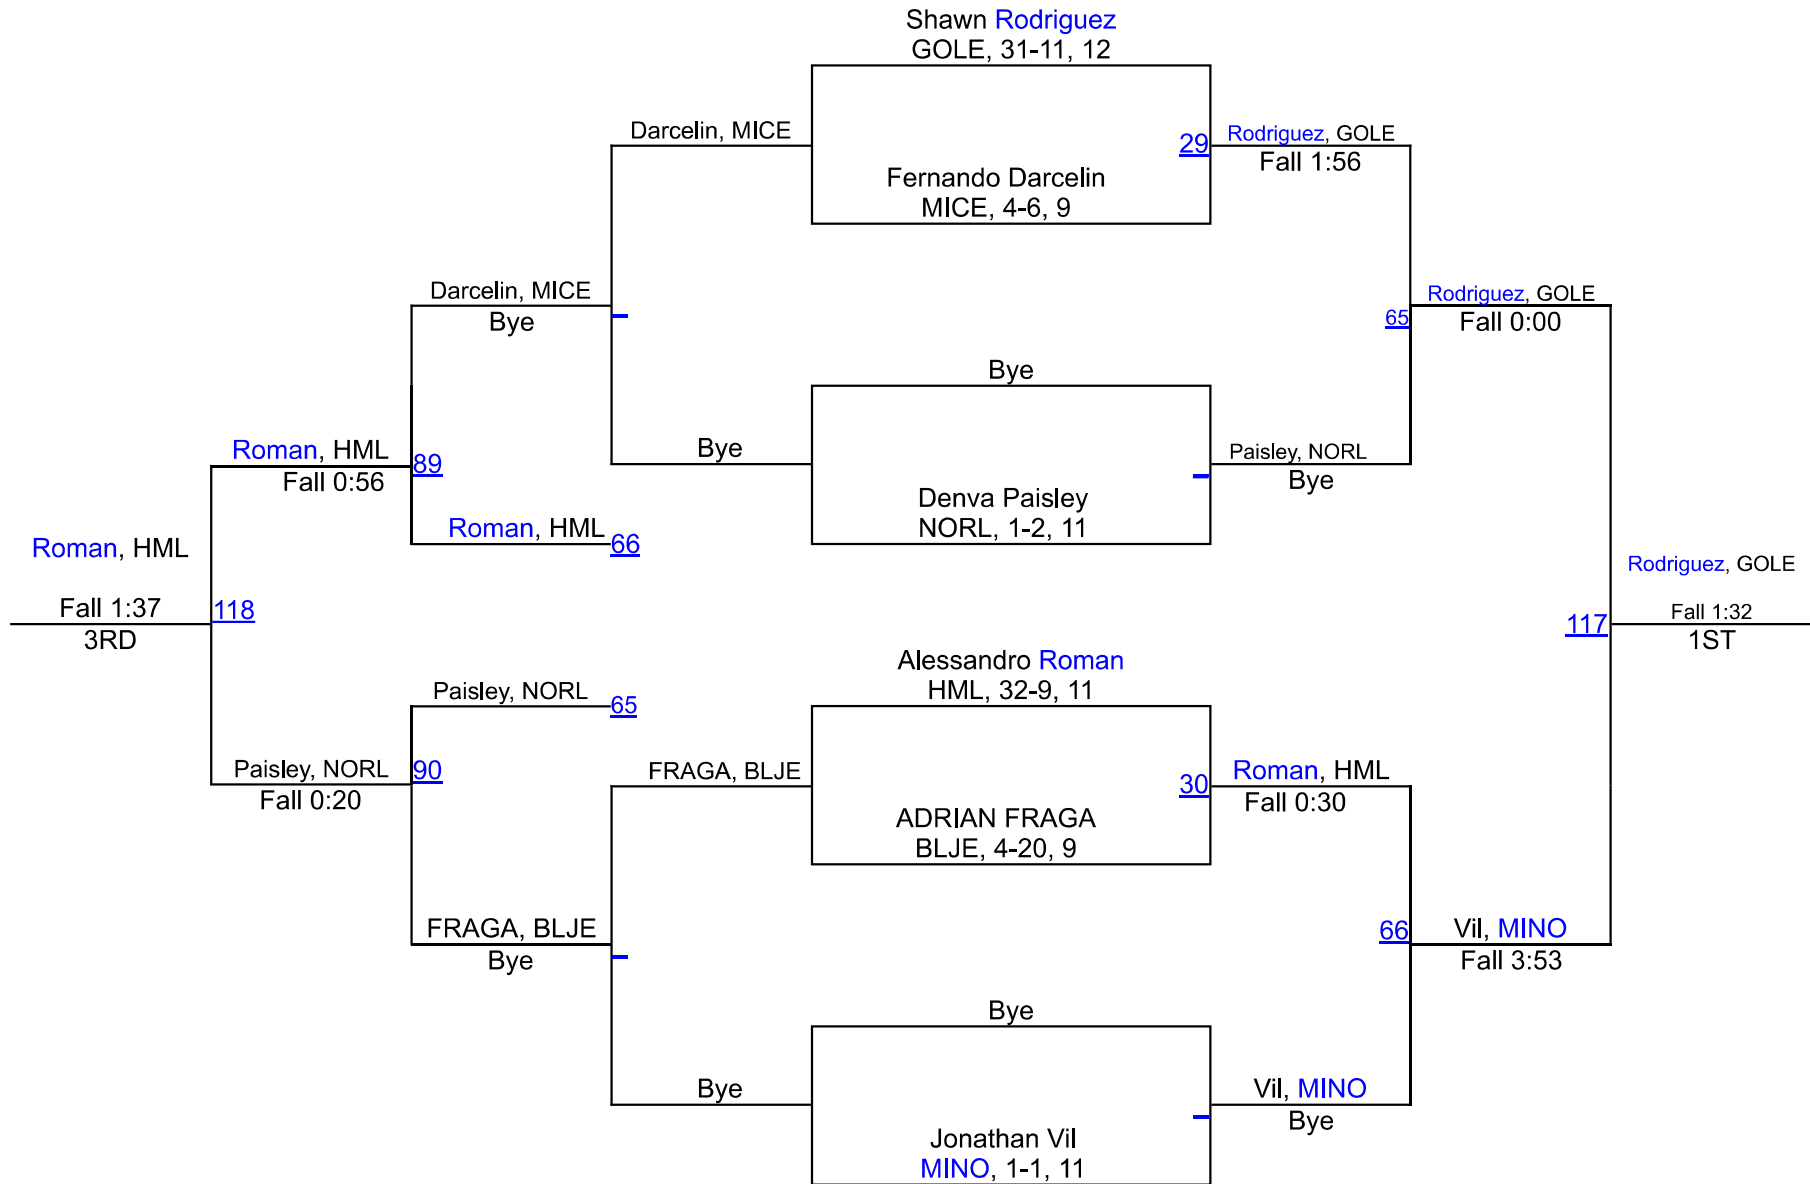 Shawn Rodriguez
GOLE, 31-11, 12
Darcelin, MICE
29
Rodriguez, GOLE
Fall 1:56
Fernando Darcelin
MICE, 4-6, 9
Darcelin, MICE
Bye
65
Rodriguez, GOLE
Fall 0:00
Bye
Bye
Paisley, NORL
Bye
Denva Paisley
NORL, 1-2, 11
Roman, HML
Fall 0:56
89
Roman, HML
66
Roman, HML
Fall 1:37
3RD
118
Rodriguez, GOLE
117
Fall 1:32
1ST
Alessandro Roman
HML, 32-9, 11
Paisley, NORL
65
Paisley, NORL
Fall 0:20
90
FRAGA, BLJE
30
Roman, HML
Fall 0:30
ADRIAN FRAGA
BLJE, 4-20, 9
FRAGA, BLJE
Bye
66
Vil, MINO
Fall 3:53
Bye
Bye
Vil, MINO
Bye
Jonathan Vil
MINO, 1-1, 11